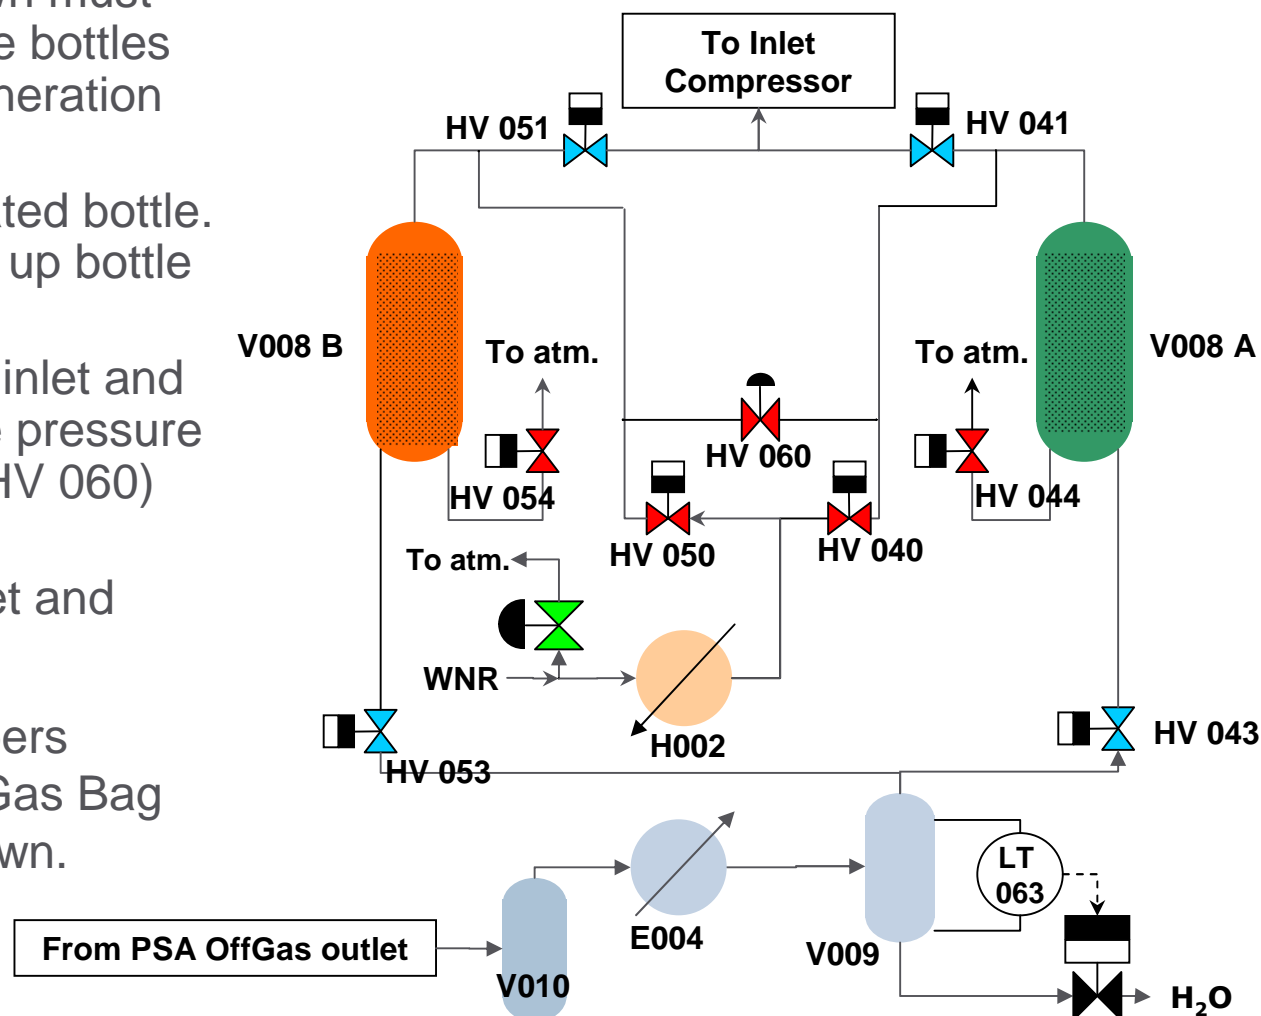 wn must
e bottles
neration
ated bottle.
up bottle
inlet and
e pressure
HV 060)
et and
ers
Gas Bag
wn.
To Inlet
Compressor
HV 051
HV 041
V008 B
To atm.
To atm.
V008 A
HV 060
HV 054
HV 044
HV 050
HV 040
To atm.
WNR
H002
HV 053
HV 043
LT
063
E004
V009
From PSA OffGas outlet
V010
H₂O